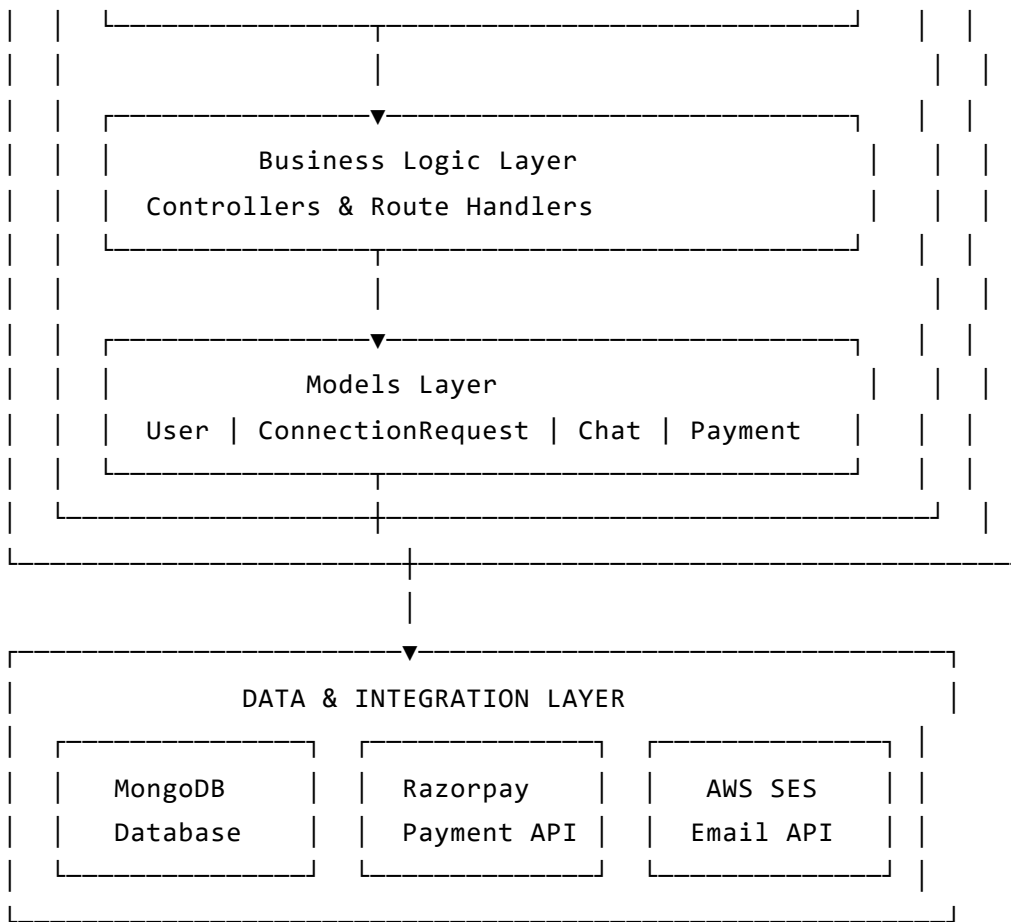 Business Logic Layer
Controllers & Route Handlers
Models Layer
User | ConnectionRequest | Chat | Payment
DATA & INTEGRATION LAYER
MongoDB Razorpay AWS SES
Database Payment API Email API